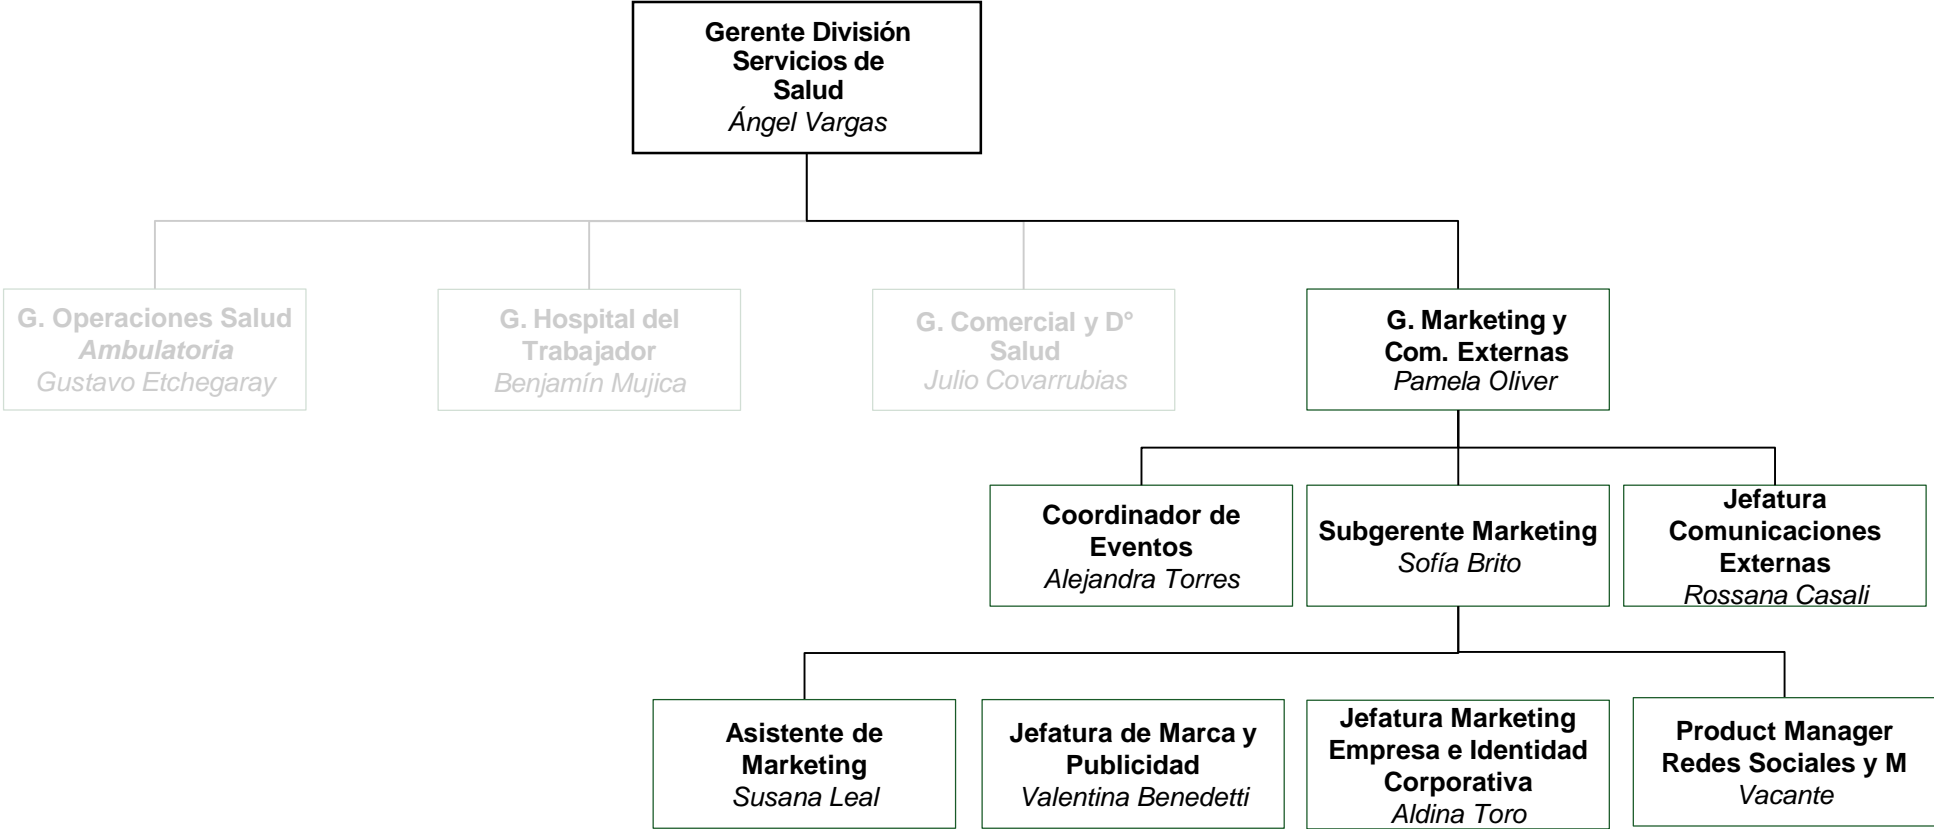 Gerente División
Servicios de
Salud
Ángel Vargas
G. Operaciones Salud
Ambulatoria
Gustavo Etchegaray
G. Hospital del
Trabajador
Benjamín Mujica
G. Comercial y D°
Salud
Julio Covarrubias
G. Marketing y
Com. Externas
Pamela Oliver
Coordinador de
Eventos
Alejandra Torres
Subgerente Marketing
Sofía Brito
Jefatura
Comunicaciones
Externas
Rossana Casali
Asistente de
Marketing
Susana Leal
Jefatura de Marca y
Publicidad
Valentina Benedetti
Jefatura Marketing
Empresa e Identidad
Corporativa
Aldina Toro
Product Manager
Redes Sociales y M
Vacante